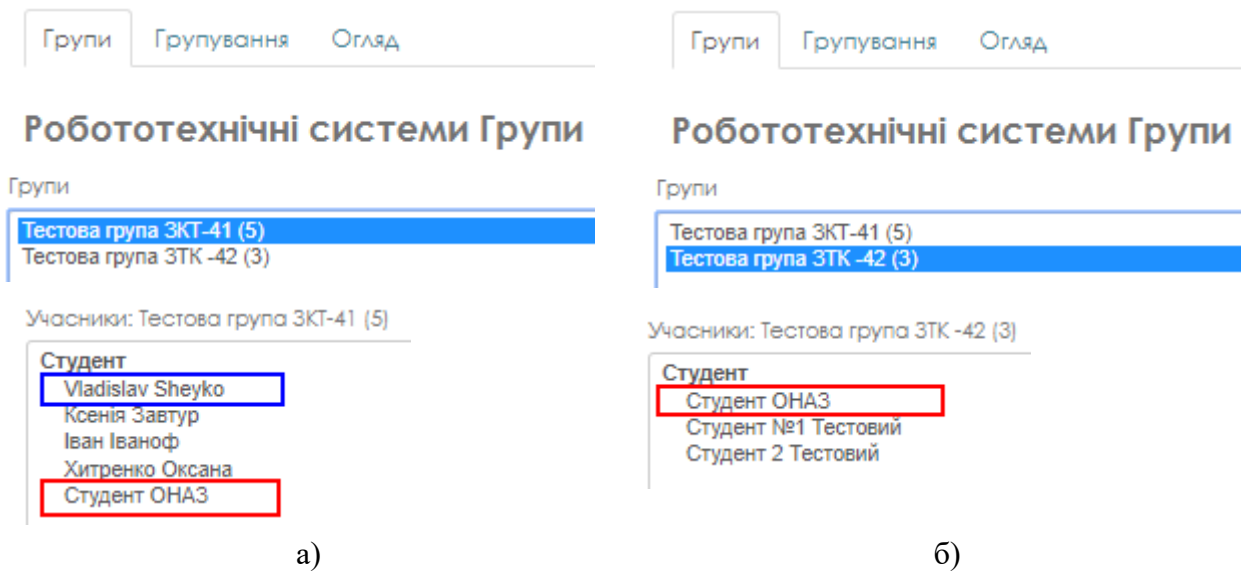 Групи Групування Огляд
Робототехнічні системи Групи
Групи
Тестова група ЗКТ-41 (5)
Тестова група ЗТК -42 (3)
Учасники: Тестова група ЗКТ-41 (5)
Студент
Vladislav Sheyko
Ксенія Завтур
Іван Іваноф
Хитренко Оксана
Студент ОНАЗ
а)
Групи Групування Огляд
Робототехнічні системи Групи
Групи
Тестова група ЗКТ-41 (5)
Тестова група ЗТК -42 (3)
Учасники: Тестова група ЗТК -42 (3)
Студент
Студент ОНАЗ
Студент №1 Тестовий
Студент 2 Тестовий
б)